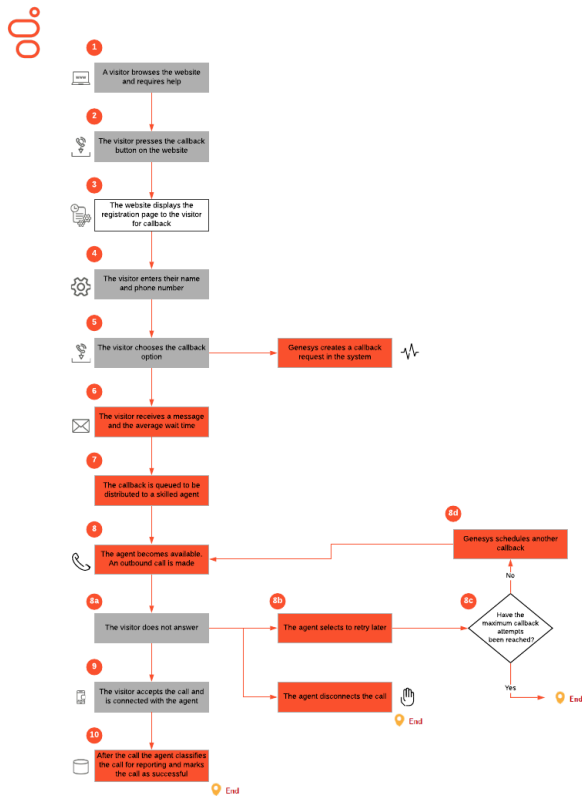 1
A visitor browses the website
and requires help
2
The visitor presses the callback
button on the website
3
The website displays the
registration page to the visitor
for callback
4
The visitor enters their name
and phone number
5
The visitor chooses the callback
option
Genesys creates a callback
request in the system
6
The visitor receives a message
and the average wait time
7
The callback is queued to be
distributed to a skilled agent
8
The agent becomes available.
An outbound call is made
8d
Genesys schedules another
callback
No
8a
The visitor does not answer
8b
The agent selects to retry later
8c
Have the
maximum callback
attempts
been reached?
Yes
End
9
The visitor accepts the call and
is connected with the agent
The agent disconnects the call
End
10
After the call the agent classifies
the call for reporting and marks
the call as successful
End